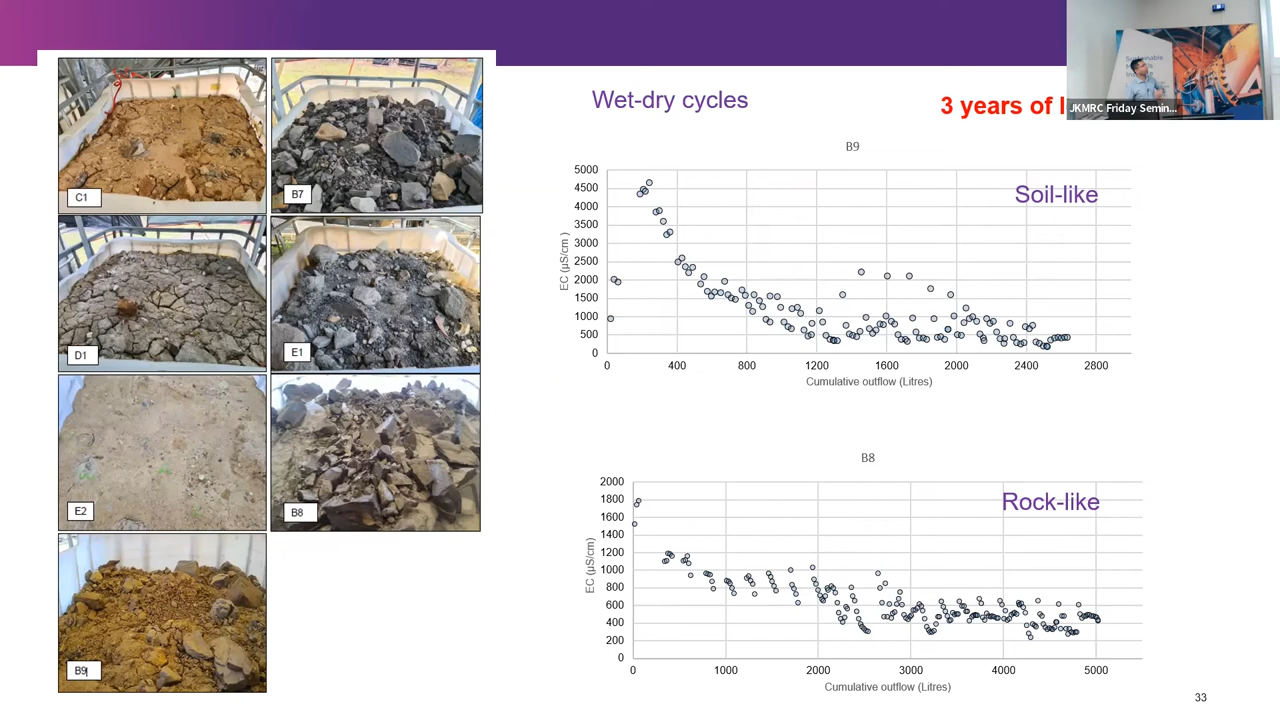 C1
B7
D1
E1
E2
B8
B9
Wet-dry cycles
3 years of
JKMRC Friday Semin...
B9
5000
4500
4000
3500
3000
2500
2000
1500
1000
500
0
EC (µS/cm )
Soil-like
0 400 800 1200 1600 2000 2400 2800
Cumulative outflow (Litres)
B8
2000
1800
1600
1400
1200
1000
800
600
400
200
0
EC (µS/cm)
Rock-like
0 1000 2000 3000 4000 5000
Cumulative outflow (Litres)
33